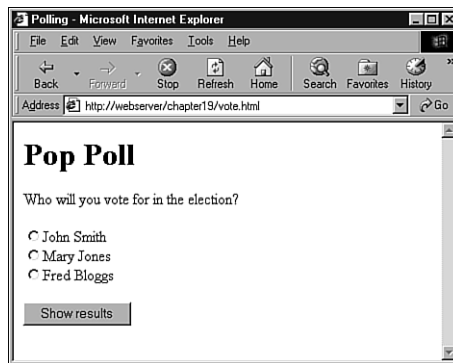 Polling - Microsoft Internet Explorer
File Edit View Favorites Tools Help
Back Forward Stop Refresh Home Search Favorites History »
Address http://webserver/chapter19/vote.html Go
Pop Poll
Who will you vote for in the election?
John Smith
Mary Jones
Fred Bloggs
Show results